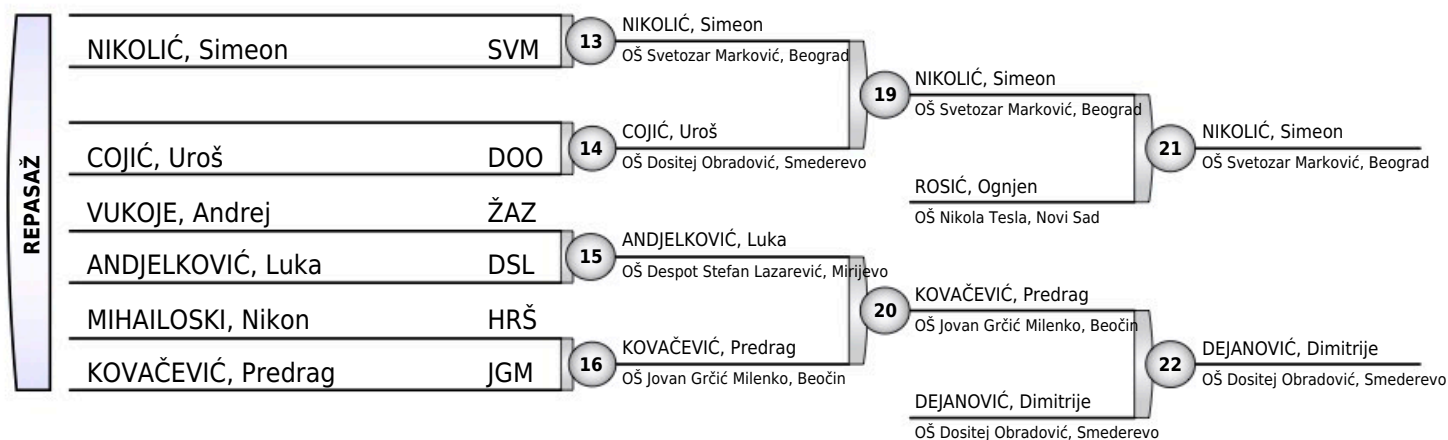 REPASAŽ
NIKOLIĆ, Simeon SVM
COJIĆ, Uroš DOO
VUKOJE, Andrej ŽAZ
ANDJELKOVIĆ, Luka DSL
MIHAILOSKI, Nikon HRŠ
KOVAČEVIĆ, Predrag JGM
13
NIKOLIĆ, Simeon
OŠ Svetozar Marković, Beograd
14
COJIĆ, Uroš
OŠ Dositej Obradović, Smederevo
15
ANDJELKOVIĆ, Luka
OŠ Despot Stefan Lazarević, Mirijevo
16
KOVAČEVIĆ, Predrag
OŠ Jovan Grčić Milenko, Beočin
19
NIKOLIĆ, Simeon
OŠ Svetozar Marković, Beograd
ROSIĆ, Ognjen
OŠ Nikola Tesla, Novi Sad
20
KOVAČEVIĆ, Predrag
OŠ Jovan Grčić Milenko, Beočin
DEJANOVIĆ, Dimitrije
OŠ Dositej Obradović, Smederevo
21
NIKOLIĆ, Simeon
OŠ Svetozar Marković, Beograd
22
DEJANOVIĆ, Dimitrije
OŠ Dositej Obradović, Smederevo